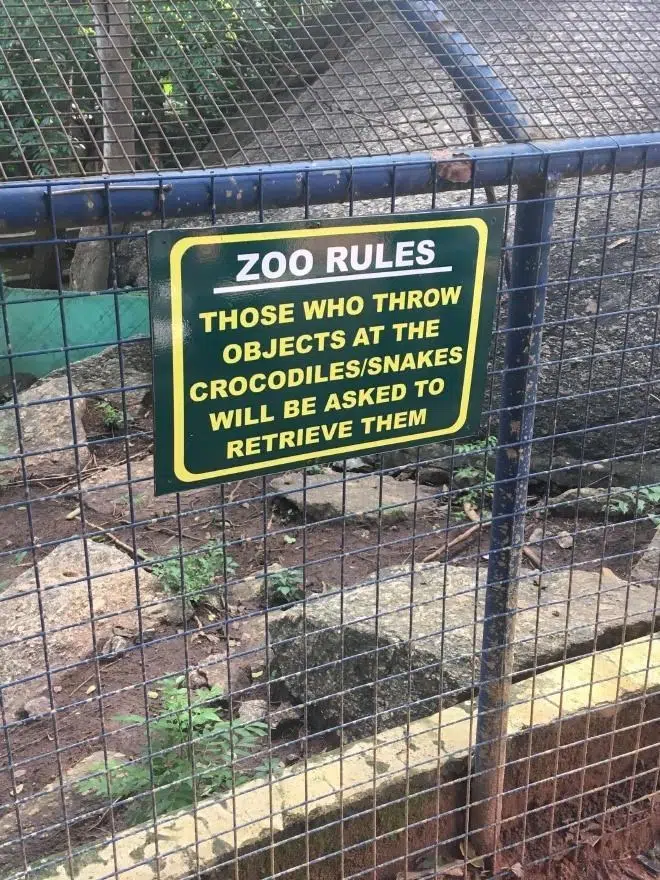 ZOO RULES
THOSE WHO THROW
OBJECTS AT THE
CROCODILES/SNAKES
WILL BE ASKED TO
RETRIEVE THEM